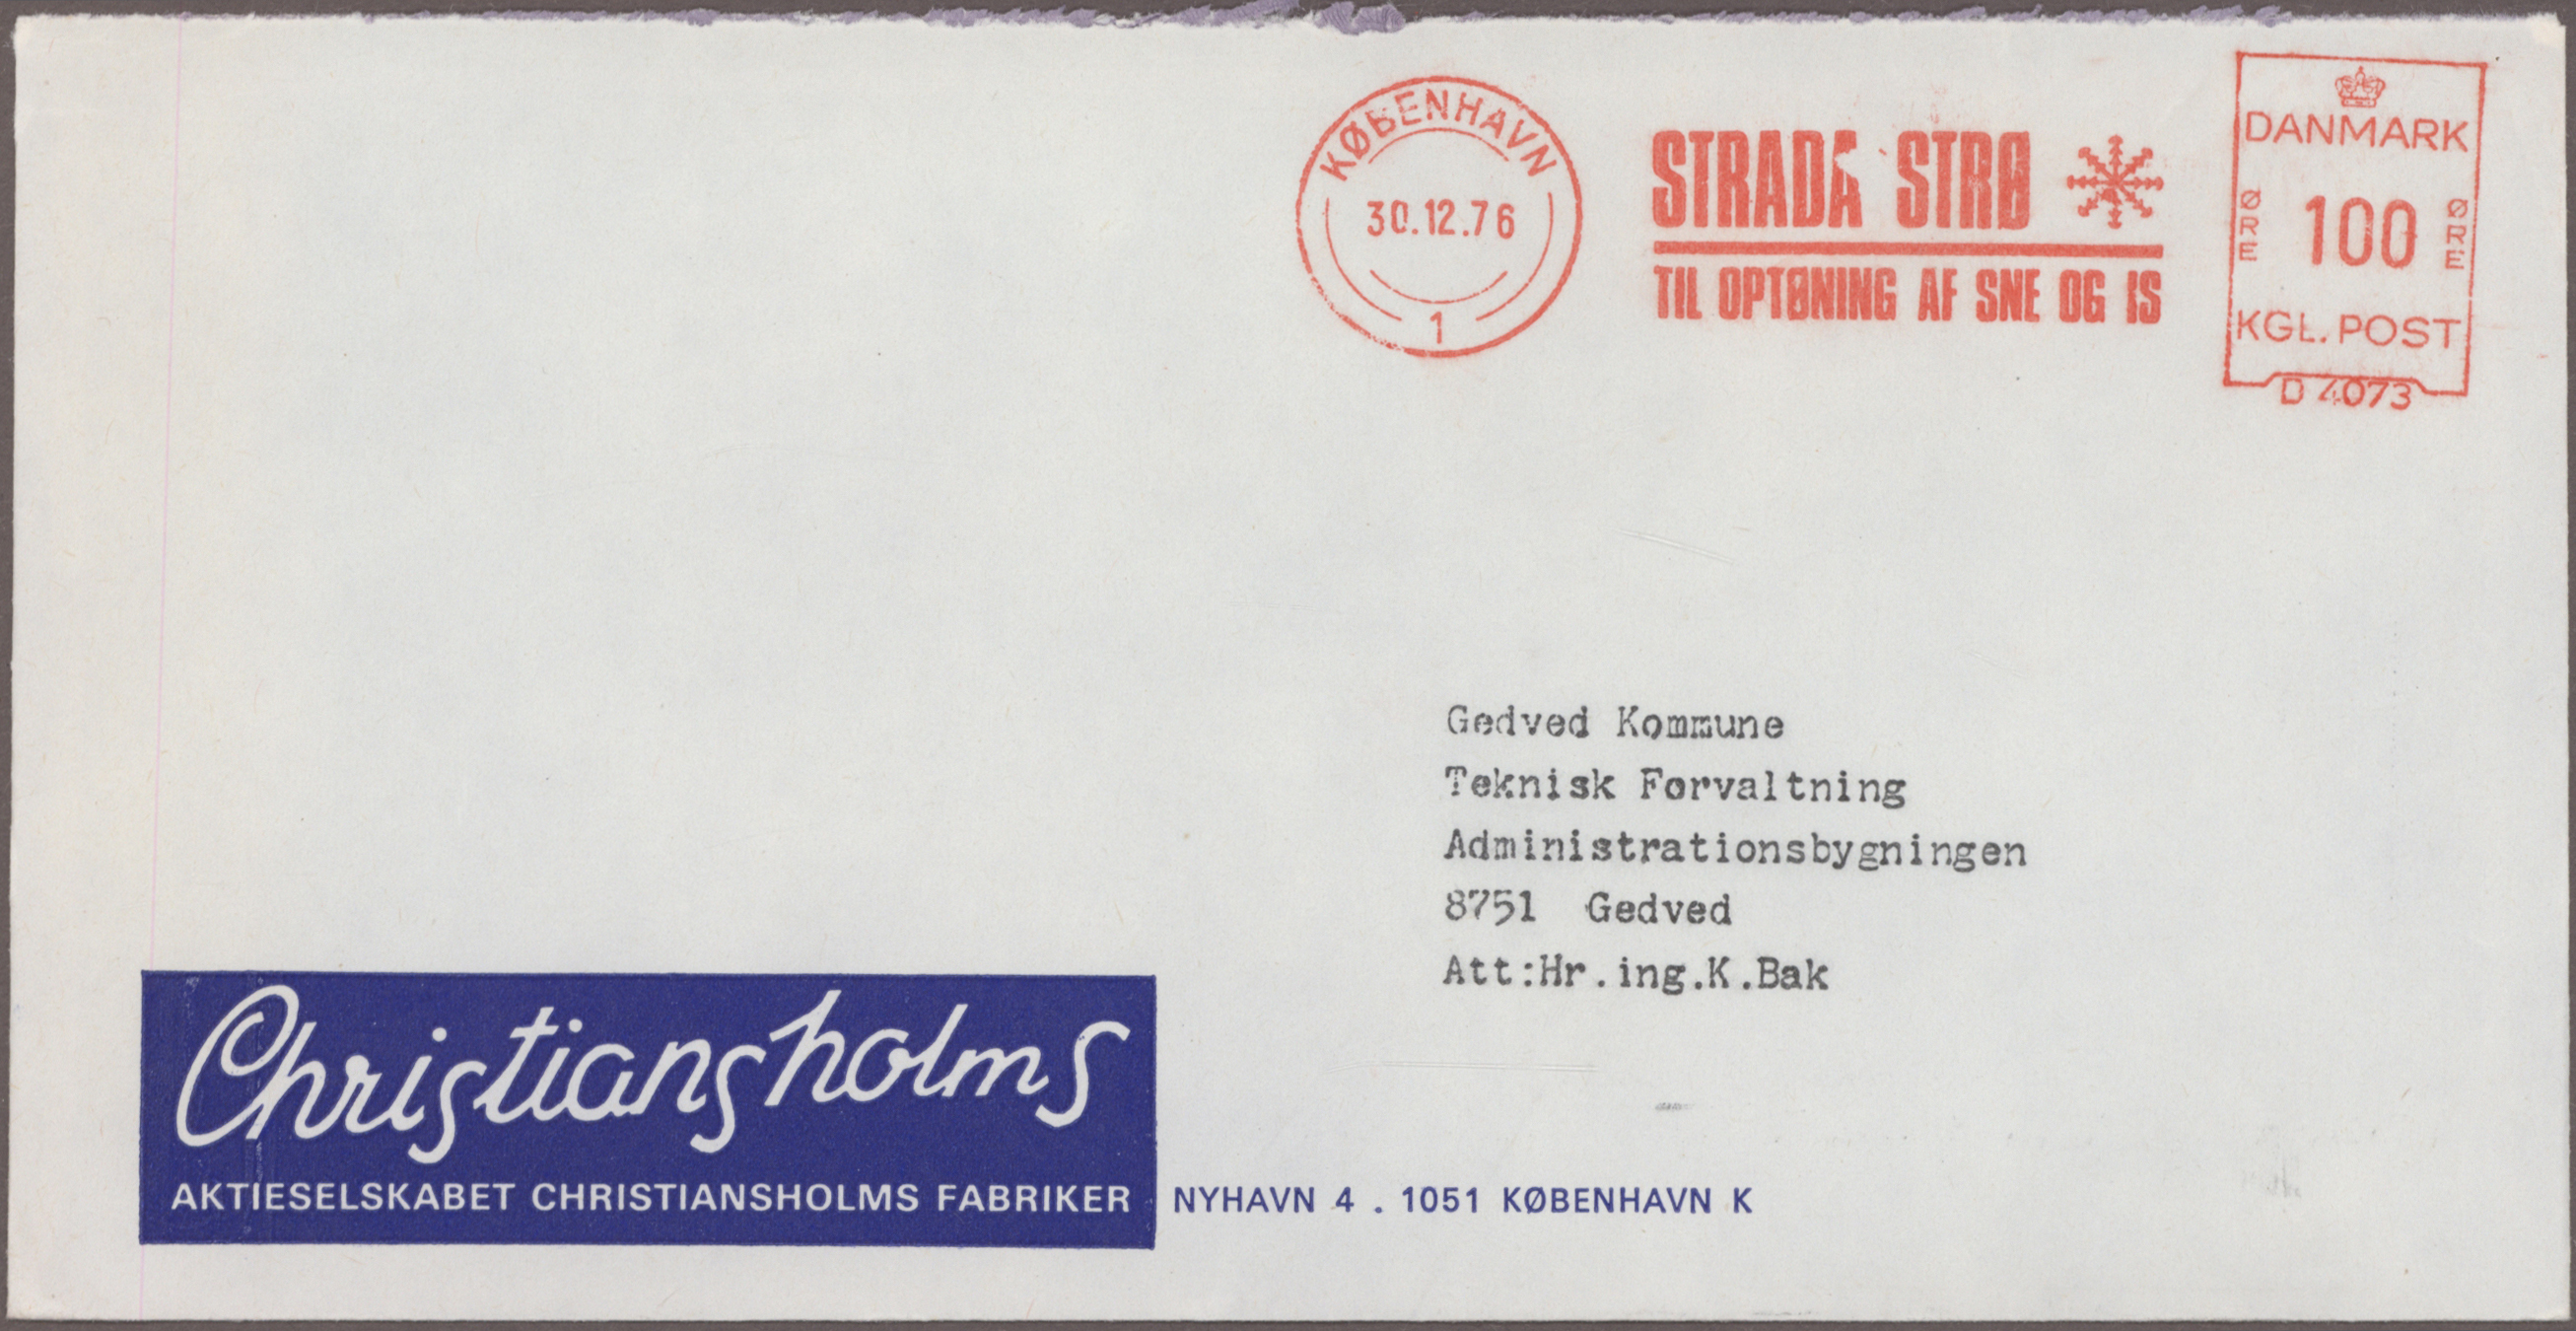 KØBENHAVN
30.12.76
1
STRADA STRØ
TIL OPTØNING AF SNE OG IS
DANMARK
ØRE 100 ØRE
KGL. POST
D 4073
Gedved Kommune
Teknisk Forvaltning
Administrationsbygningen
8751 Gedved
Att:Hr.ing.K.Bak
Christiansholms
AKTIESELSKABET CHRISTIANSHOLMS FABRIKER NYHAVN 4 . 1051 KØBENHAVN K